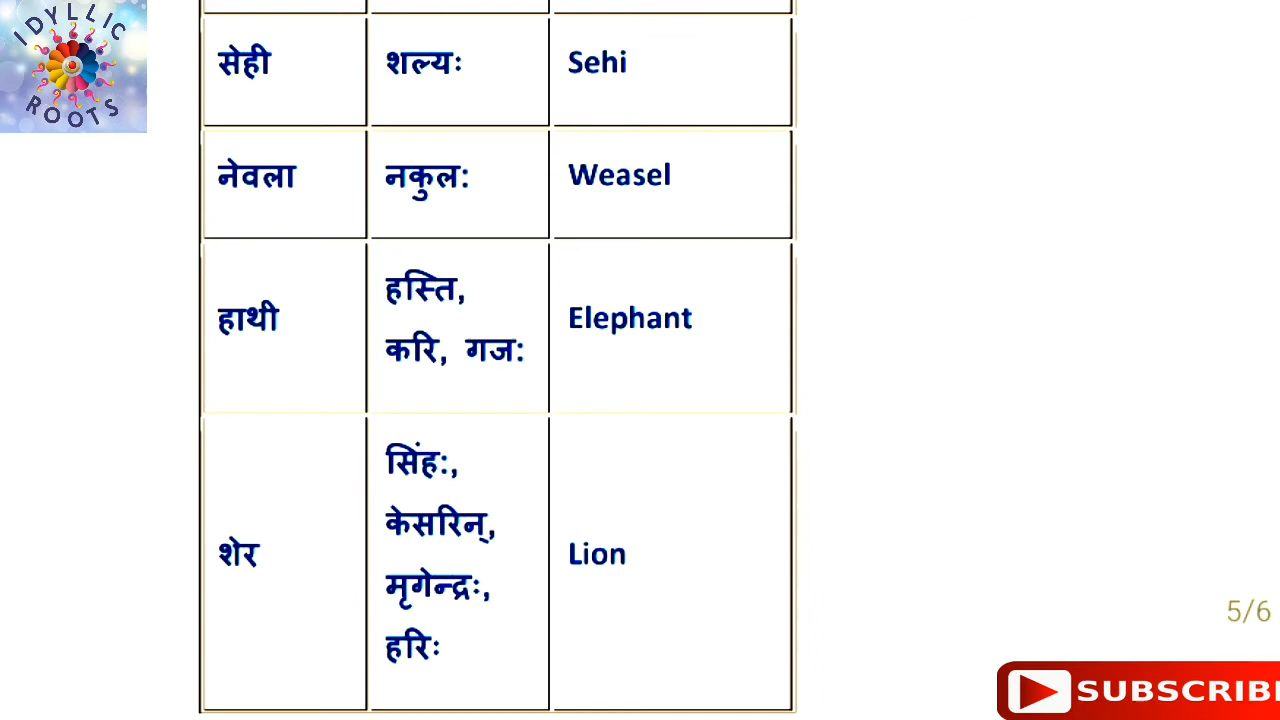 IDYLLIC
ROOTS
सेही शल्यः Sehi
नेवला नकुल: Weasel
हस्ति,
हाथी Elephant
करि, गज:
सिंह:,
केसरिन्,
शेर Lion
मृगेन्द्रः,
हरिः
5/6
SUBSCRIBE